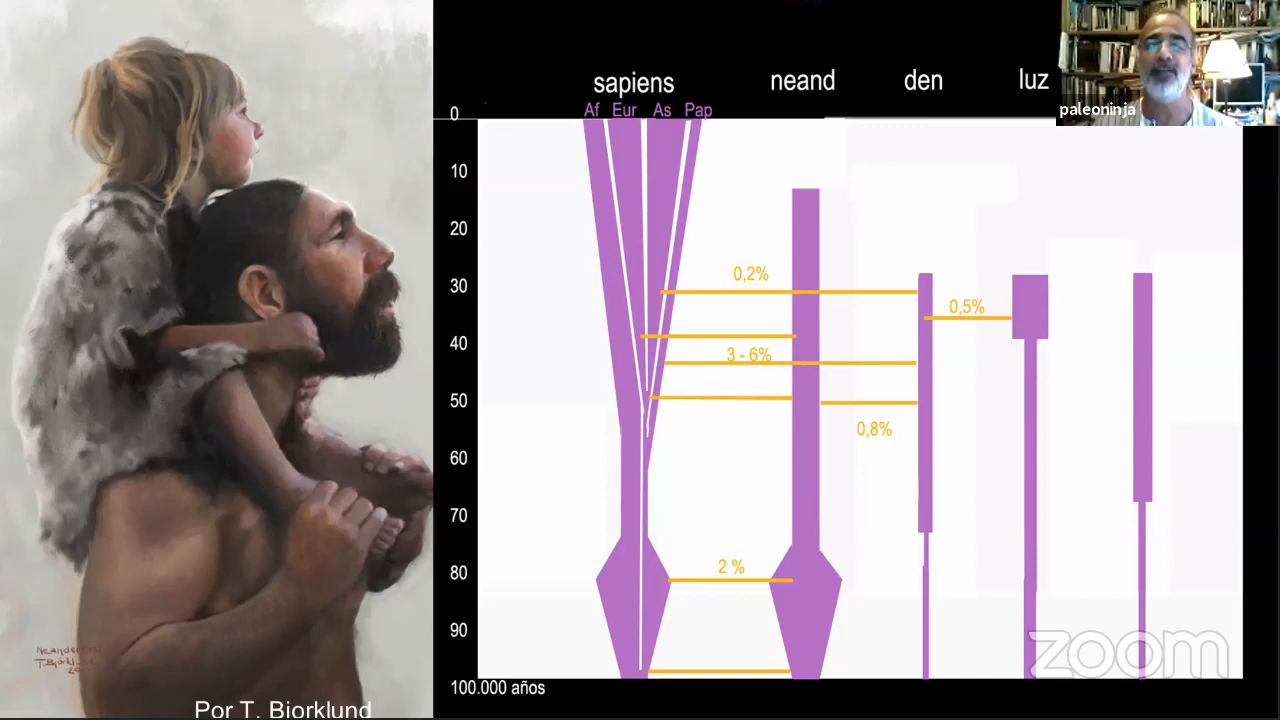 sapiens
neand
den
luz
Af Eur As Pap
paleoninja
0
10
20
30
40
50
60
70
80
90
100.000 años
0,2%
0,5%
3 - 6%
0,8%
2 %
zoom
Por T. Bjorklund